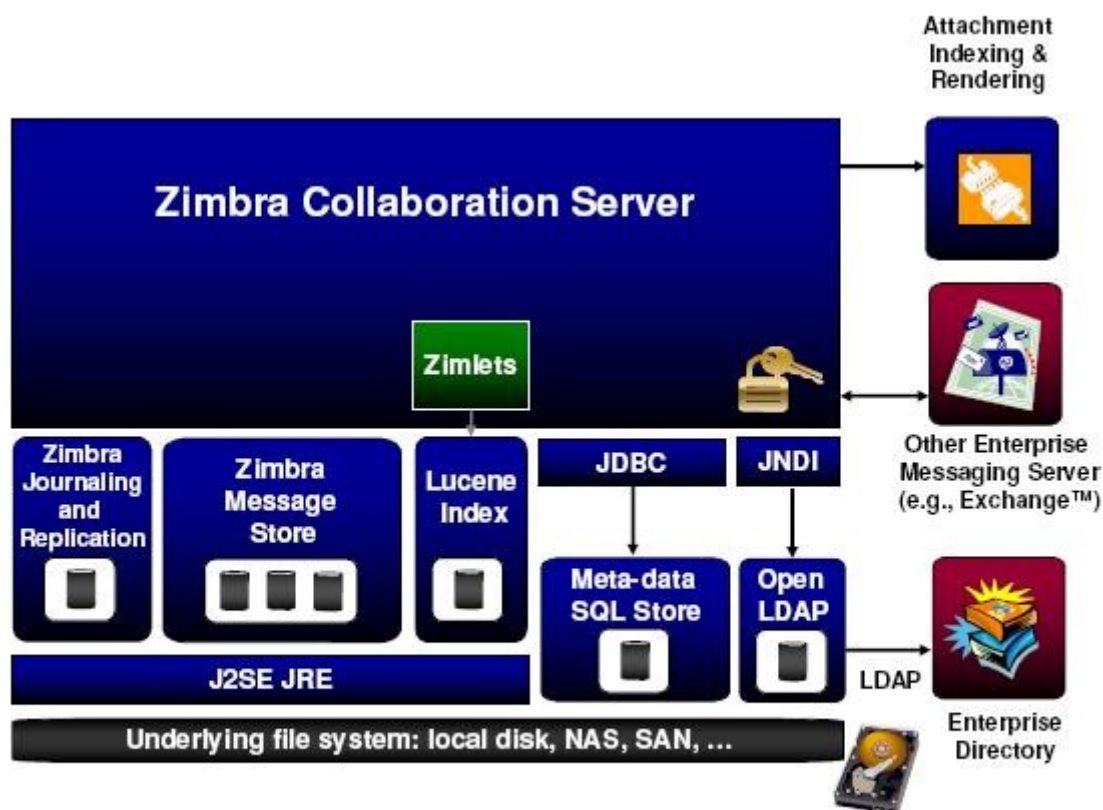 Attachment
Indexing &
Rendering
Zimbra Collaboration Server
Zimlets
Other Enterprise
Messaging Server
(e.g., Exchange™)
Zimbra
Journaling
and
Replication
Zimbra
Message
Store
Lucene
Index
JDBC
JNDI
Meta-data
SQL Store
Open
LDAP
LDAP
Enterprise
Directory
J2SE JRE
Underlying file system: local disk, NAS, SAN, ...